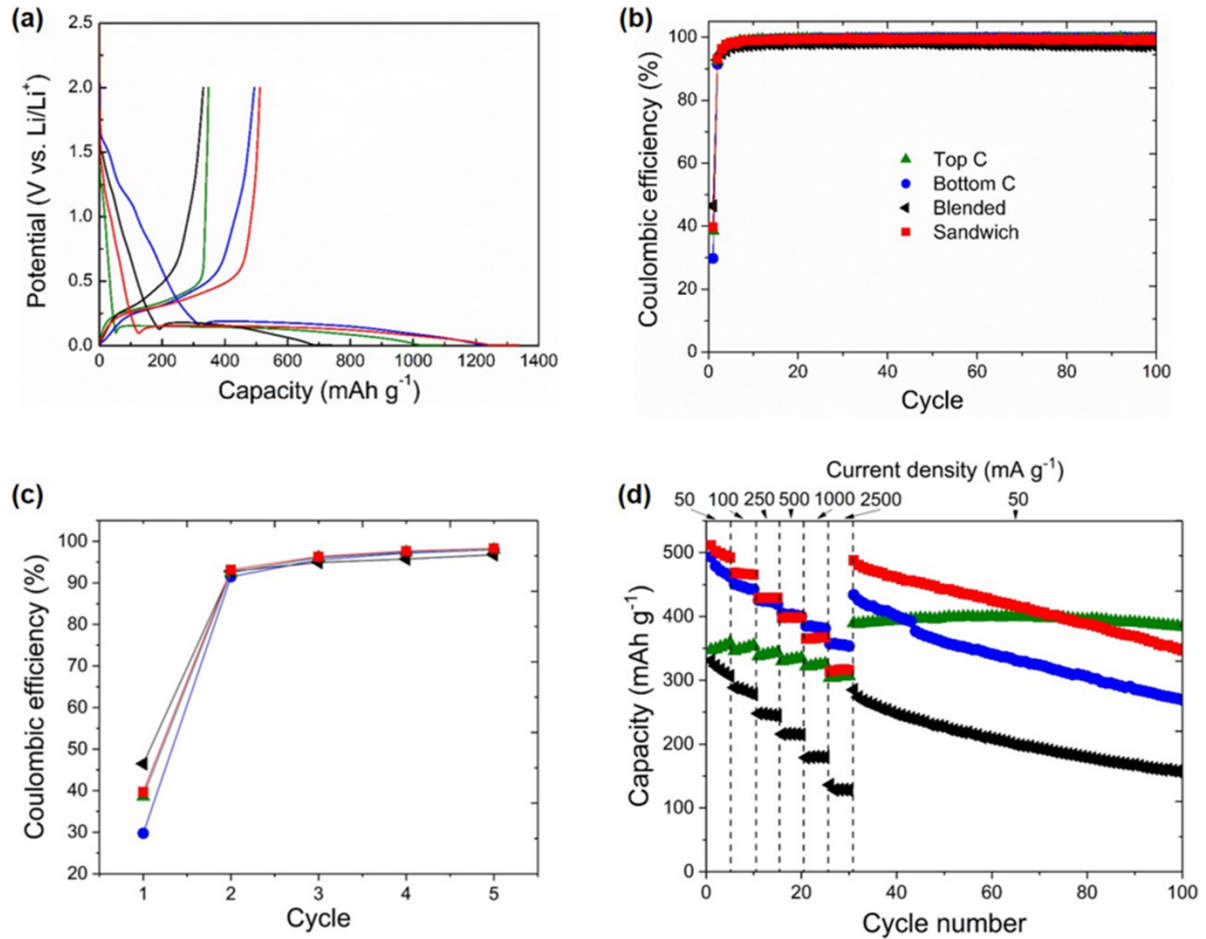 (a)
2.5
2.0
1.5
1.0
0.5
0.0
0 200 400 600 800 1000 1200 1400
Potential (V vs. Li/Li⁺)
Capacity (mAh g⁻¹)
(b)
100
80
60
40
20
0
0 20 40 60 80 100
Coulombic efficiency (%)
Cycle
Top C
Bottom C
Blended
Sandwich
(c)
100
90
80
70
60
50
40
30
20
1 2 3 4 5
Coulombic efficiency (%)
Cycle
(d)
Current density (mA g⁻¹)
50 100 250 500 1000 2500 50
500
400
300
200
100
0
0 20 40 60 80 100
Capacity (mAh g⁻¹)
Cycle number